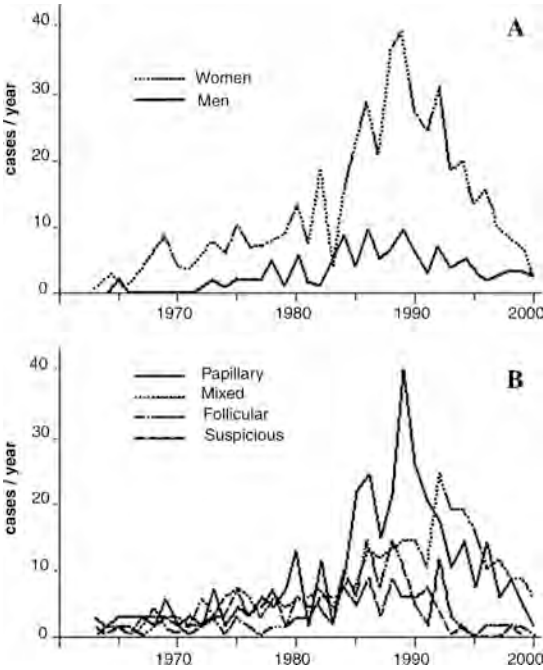 A
40
30
20
10
0
cases / year
Women
Men
1970
1980
1990
2000
B
40
30
20
10
0
cases / year
Papillary
Mixed
Follicular
Suspicious
1970
1980
1990
2000